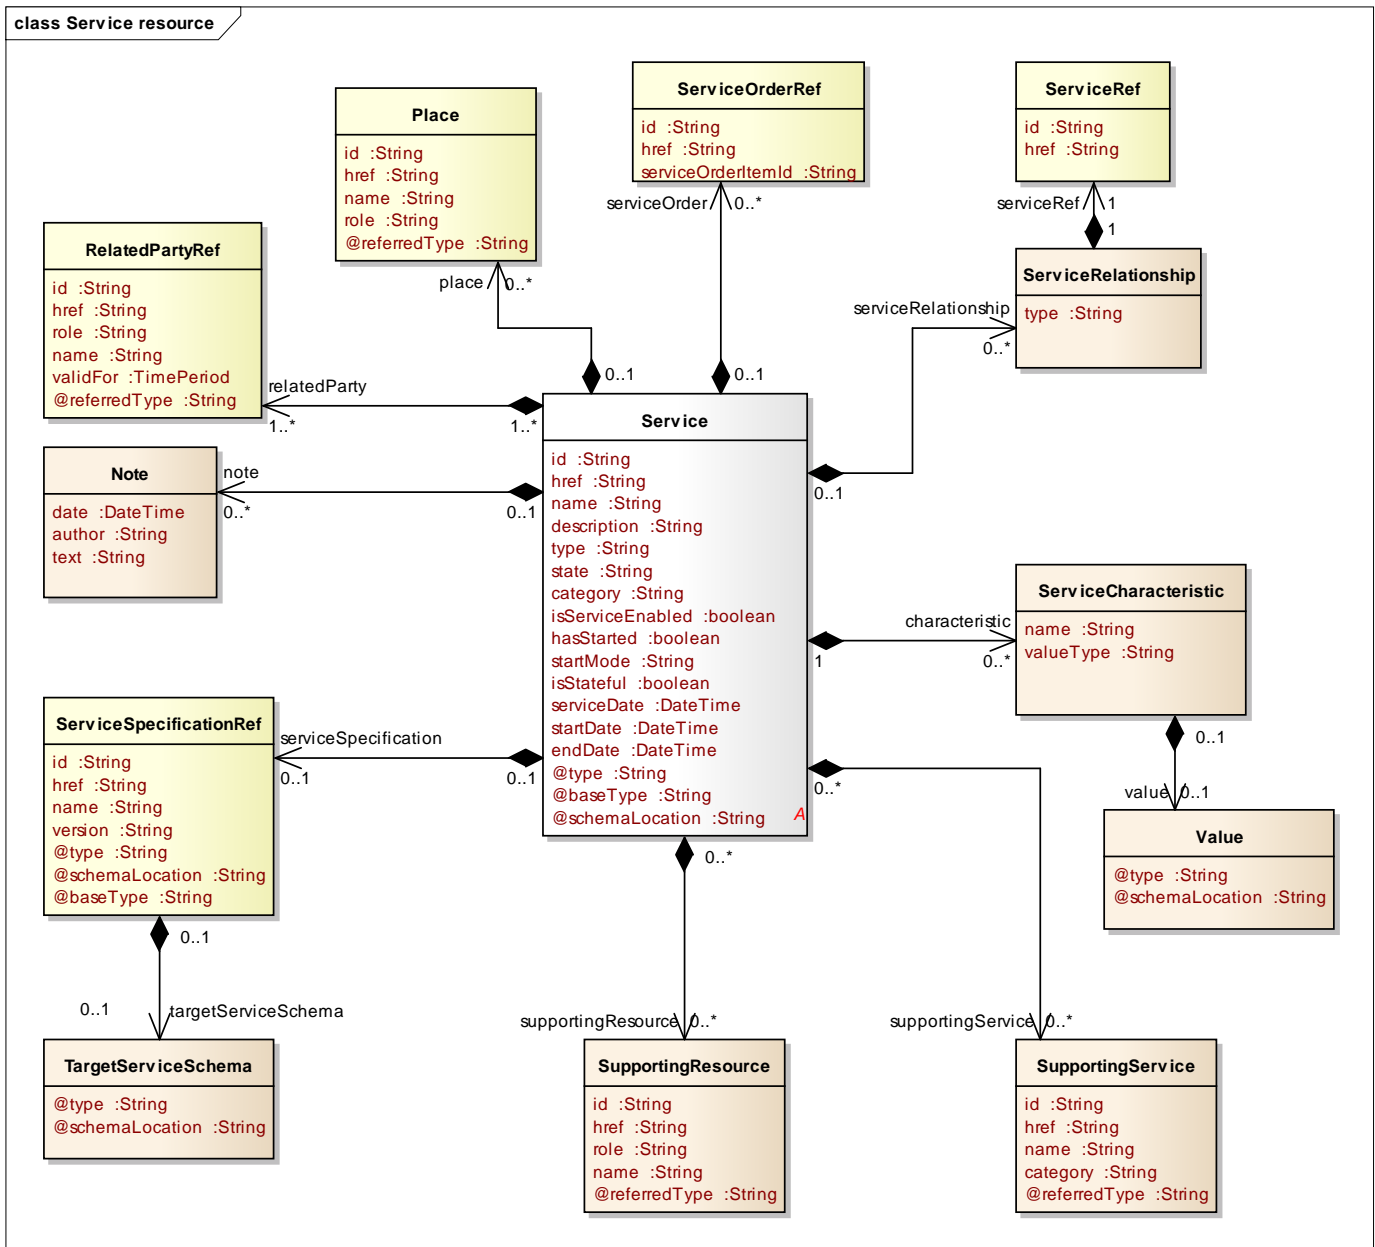 class Service resource
ServiceOrderRef
id :String
href :String
serviceOrderItemId :String
serviceOrder
0..*
0..1
ServiceRef
id :String
href :String
serviceRef
1
1
Place
id :String
href :String
name :String
role :String
@referredType :String
place
0..*
0..1
RelatedPartyRef
id :String
href :String
role :String
name :String
validFor :TimePeriod
@referredType :String
relatedParty
1..*
1..*
ServiceRelationship
type :String
serviceRelationship
0..*
0..1
Note
date :DateTime
author :String
text :String
note
0..*
0..1
Service
id :String
href :String
name :String
description :String
type :String
state :String
category :String
isServiceEnabled :boolean
hasStarted :boolean
startMode :String
isStateful :boolean
serviceDate :DateTime
startDate :DateTime
endDate :DateTime
@type :String
@baseType :String
@schemaLocation :String
A
ServiceCharacteristic
name :String
valueType :String
characteristic
1
0..*
0..1
value
0..1
Value
@type :String
@schemaLocation :String
ServiceSpecificationRef
id :String
href :String
name :String
version :String
@type :String
@schemaLocation :String
@baseType :String
serviceSpecification
0..1
0..1
0..1
0..1
targetServiceSchema
TargetServiceSchema
@type :String
@schemaLocation :String
0..*
supportingResource
0..*
SupportingResource
id :String
href :String
role :String
name :String
@referredType :String
0..*
supportingService
0..*
SupportingService
id :String
href :String
name :String
category :String
@referredType :String